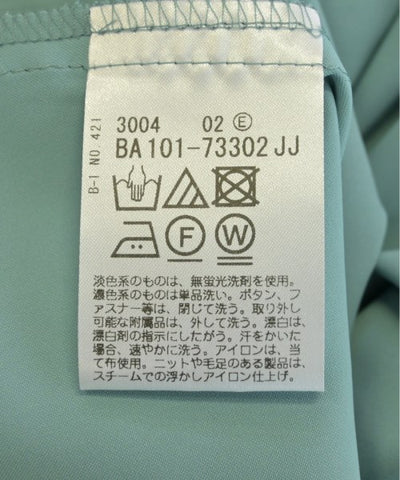 B-1 NO.421
3004 02 Ⓔ
BA101-73302JJ
F W
淡色系のものは、無蛍光洗剤を使用。
濃色系のものは単品洗い。ボタン、フ
ァスナー等は、閉じて洗う。取り外し
可能な附属品は、外して洗う。漂白は、
漂白剤の指示にしたがう。汗をかいた
場合、速やかに洗う。アイロンは、当
て布使用。ニットや毛足のある製品は、
スチームでの浮かしアイロン仕上げ。